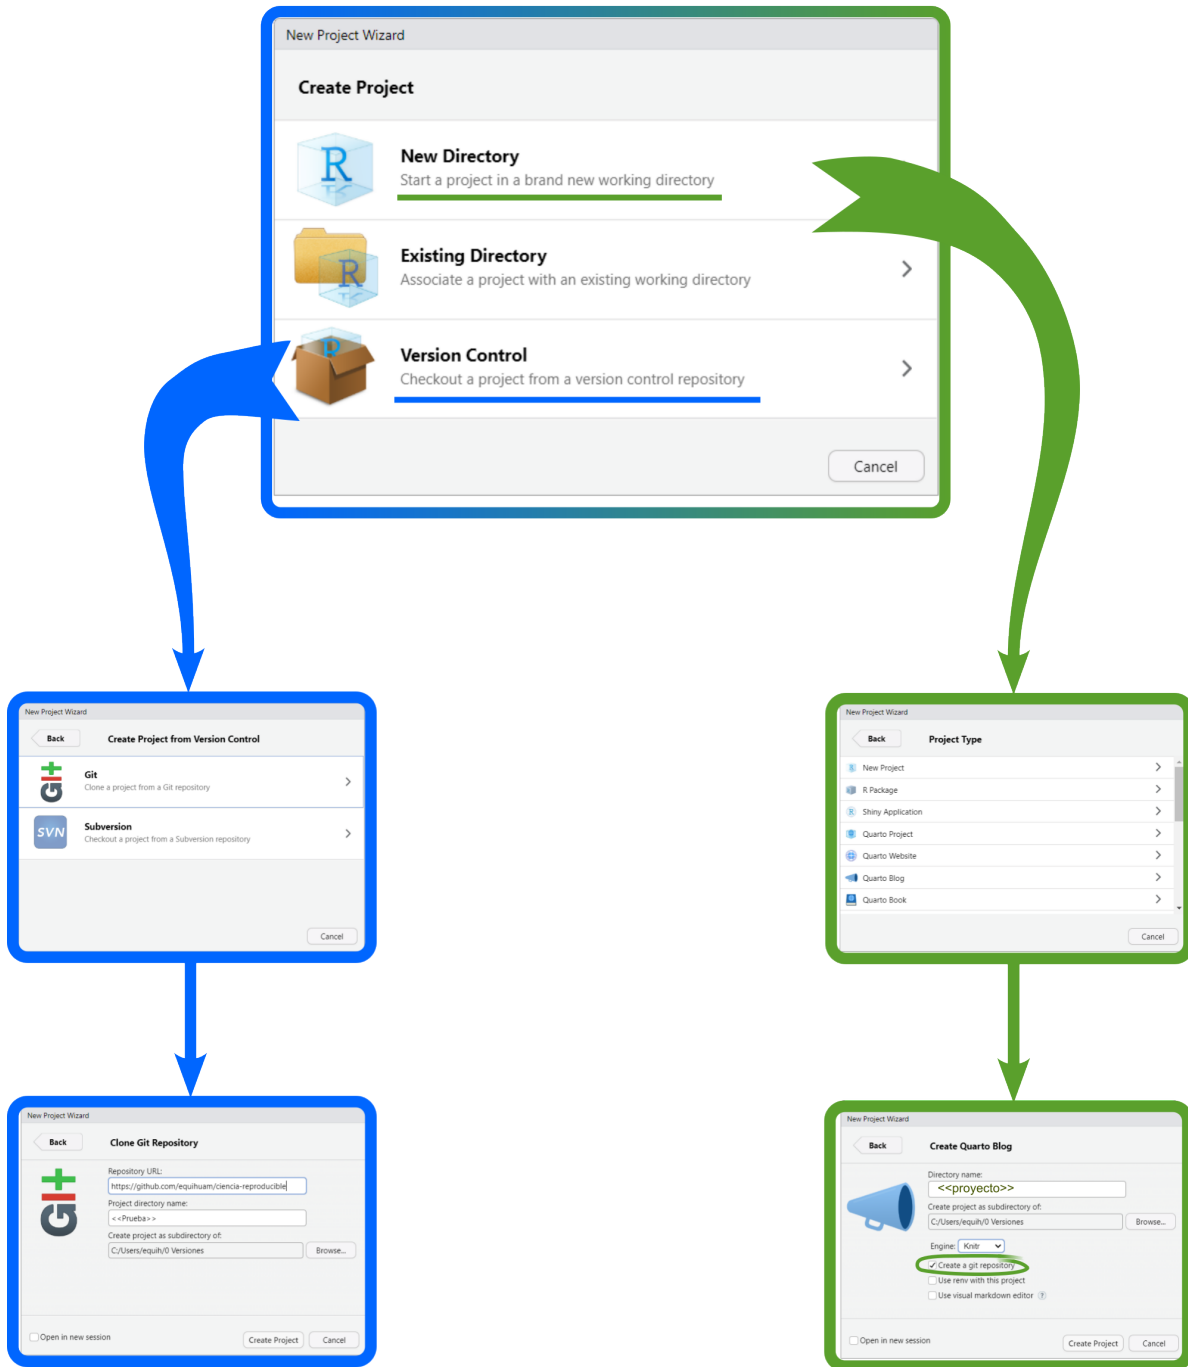 New Project Wizard
Create Project
R
New Directory
Start a project in a brand new working directory
R
Existing Directory
Associate a project with an existing working directory
R
Version Control
Checkout a project from a version control repository
Cancel
New Project Wizard
Back
Create Project from Version Control
Git
Git
Clone a project from a Git repository
SVN
Subversion
Checkout a project from a Subversion repository
Cancel
New Project Wizard
Back
Clone Git Repository
Git
Repository URL:
https://github.com/equihuam/ciencia-reproducible
Project directory name:
<<Prueba>>
Create project as subdirectory of:
C:/Users/equih/0 Versiones
Browse...
Open in new session
Create Project
Cancel
New Project Wizard
Back
Project Type
R
New Project
R Package
R
Shiny Application
Quarto Project
Quarto Website
Quarto Blog
Quarto Book
Cancel
New Project Wizard
Back
Create Quarto Blog
Directory name:
<<proyecto>>
Create project as subdirectory of:
C:/Users/equih/0 Versiones
Browse...
Engine: Knitr
Create a git repository
Use renv with this project
Use visual markdown editor ?
Open in new session
Create Project
Cancel